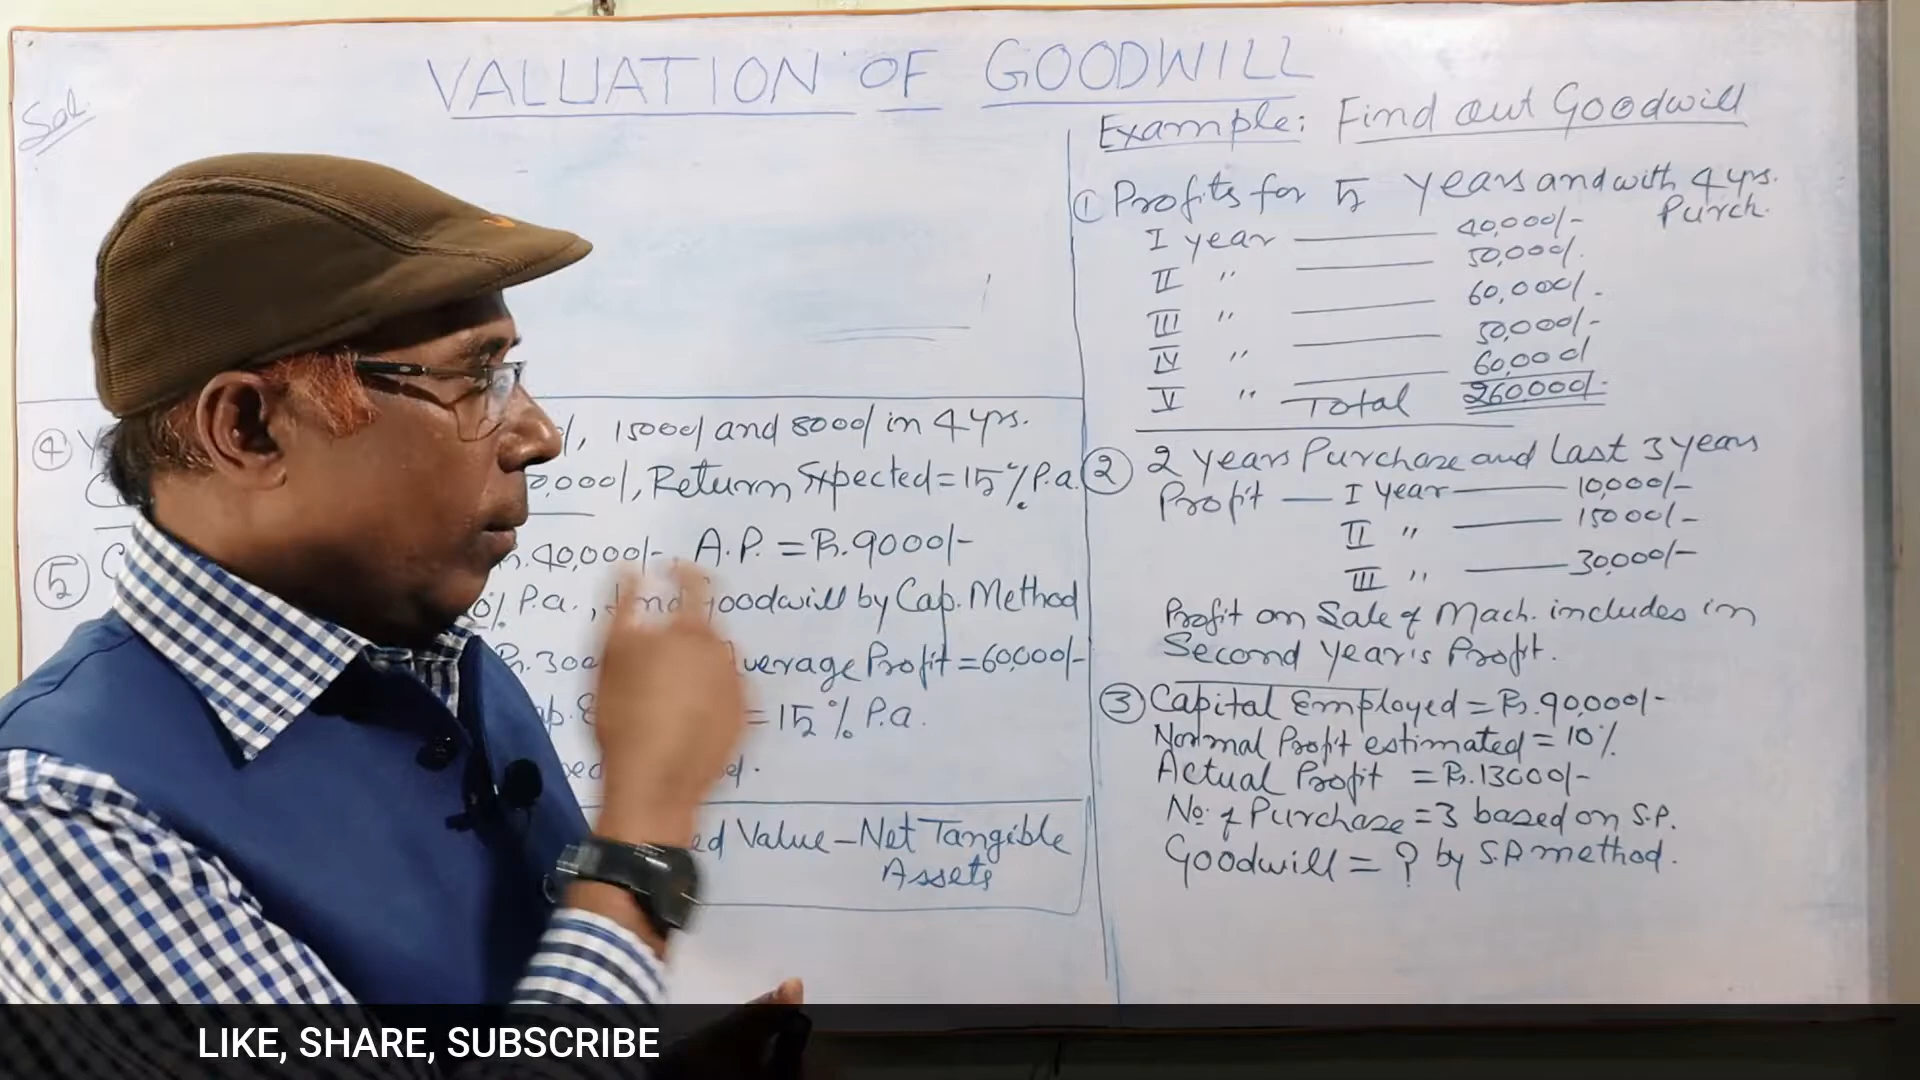 VALUATION OF GOODWILL
Sol.
Example: Find out Goodwill
① Profits for 5 years and with 4 yrs. Purch.
I year — 40,000/-
II " — 50,000/-
III " — 60,000/-
IV " — 50,000/-
V " — 60,000/
Total 260000/-
② 2 years Purchase and Last 3 years
Profit — I year — 10,000/-
II " — 15000/-
III " — 30,000/-
Profit on Sale of Mach. includes in
Second Year's Profit.
③ Capital Employed = Rs. 90,000/-
Normal Profit estimated = 10%
Actual Profit = Rs. 13000/-
No. of Purchase = 3 based on S.P.
Goodwill = ? by S.P. method.
④ 15000/ and 8000/ in 4 yrs.
Return Expected = 15% P.a.
⑤ 40,000/-, A.P. = Rs. 9000/-
P.a., Goodwill by Cap. Method
Average Profit = 60,000/-
= 15% P.a.
Value – Net Tangible
Assets
LIKE, SHARE, SUBSCRIBE